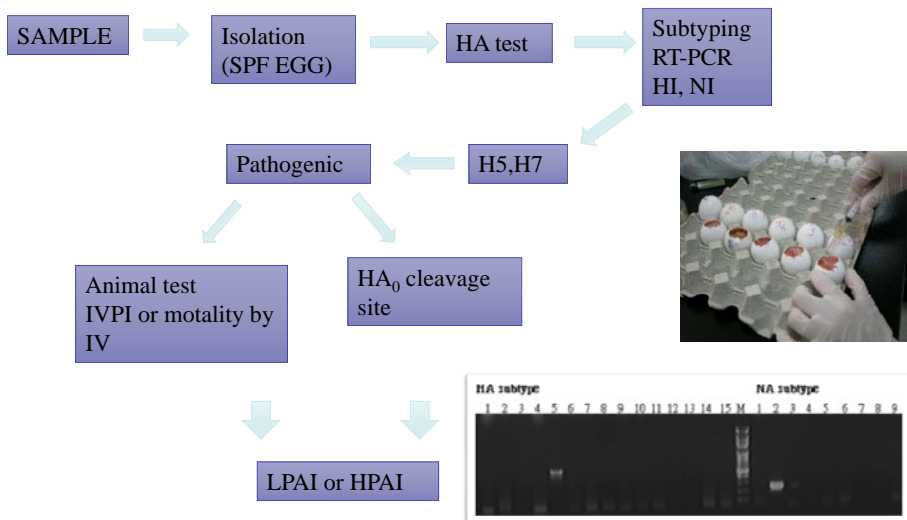 SAMPLE
Isolation
(SPF EGG)
HA test
Subtyping
RT-PCR
HI, NI
H5,H7
Pathogenic
Animal test
IVPI or motality by
IV
HA₀ cleavage
site
LPAI or HPAI
HA subtype NA subtype
1 2 3 4 5 6 7 8 9 10 11 12 13 14 15 M 1 2 3 4 5 6 7 8 9